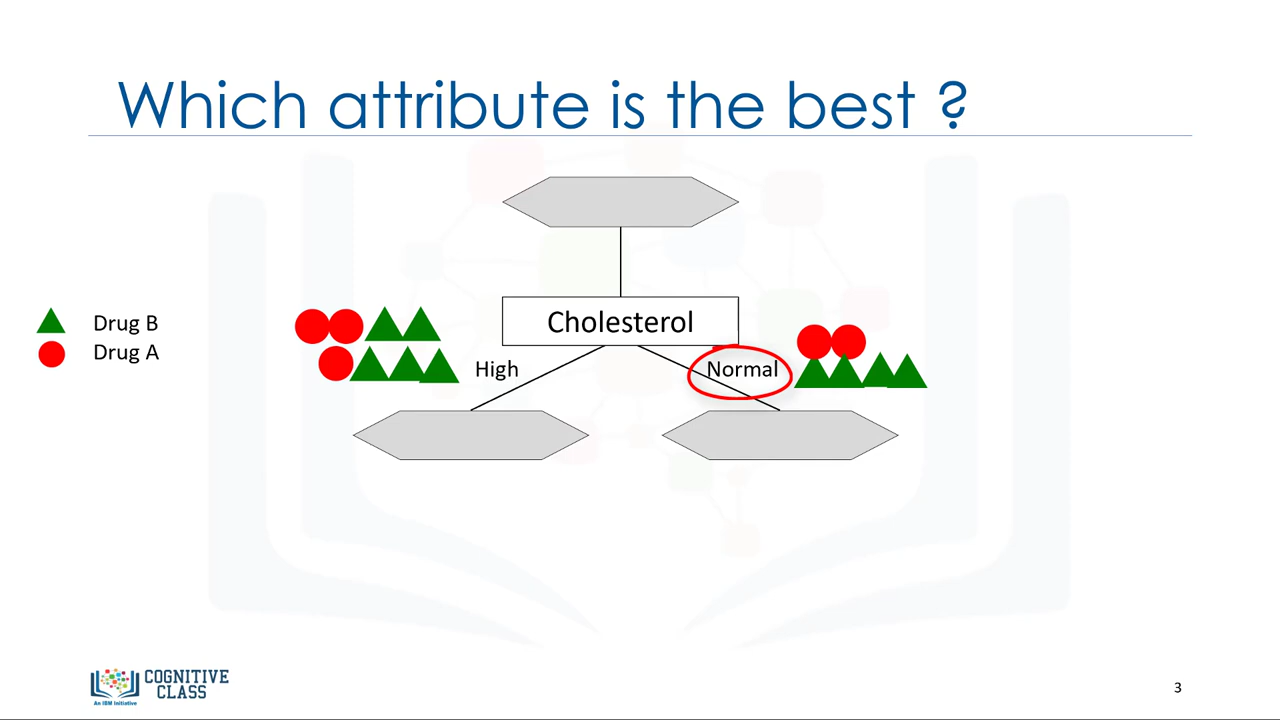 Which attribute is the best ?
Cholesterol
Drug B
Drug A
High
Normal
COGNITIVE
CLASS
An IBM Initiative
3